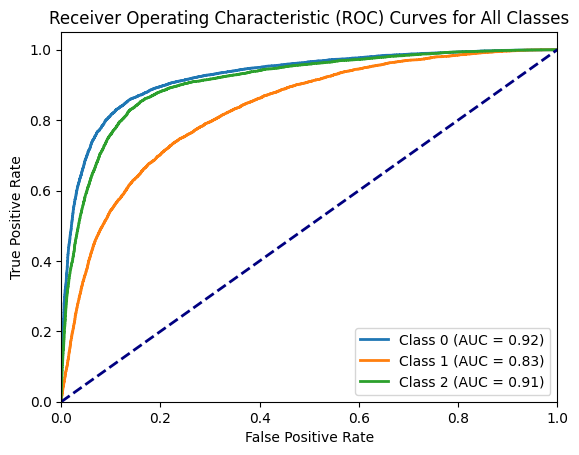 Receiver Operating Characteristic (ROC) Curves for All Classes
1.0
0.8
0.6
0.4
0.2
0.0
True Positive Rate
Class 0 (AUC = 0.92)
Class 1 (AUC = 0.83)
Class 2 (AUC = 0.91)
0.0 0.2 0.4 0.6 0.8 1.0
False Positive Rate